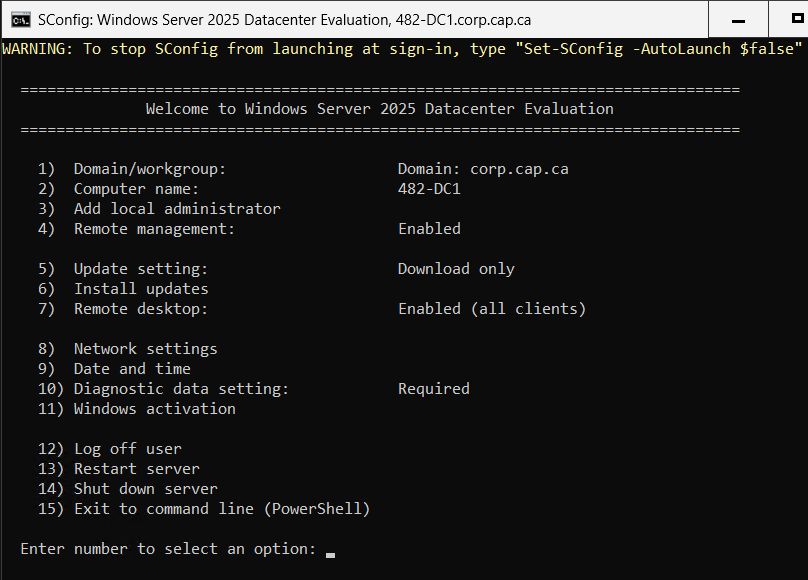 SConfig: Windows Server 2025 Datacenter Evaluation, 482-DC1.corp.cap.ca
WARNING: To stop SConfig from launching at sign-in, type "Set-SConfig -AutoLaunch $false"
================================================================================
Welcome to Windows Server 2025 Datacenter Evaluation
================================================================================
1) Domain/workgroup: Domain: corp.cap.ca
2) Computer name: 482-DC1
3) Add local administrator
4) Remote management: Enabled
5) Update setting: Download only
6) Install updates
7) Remote desktop: Enabled (all clients)
8) Network settings
9) Date and time
10) Diagnostic data setting: Required
11) Windows activation
12) Log off user
13) Restart server
14) Shut down server
15) Exit to command line (PowerShell)
Enter number to select an option: _